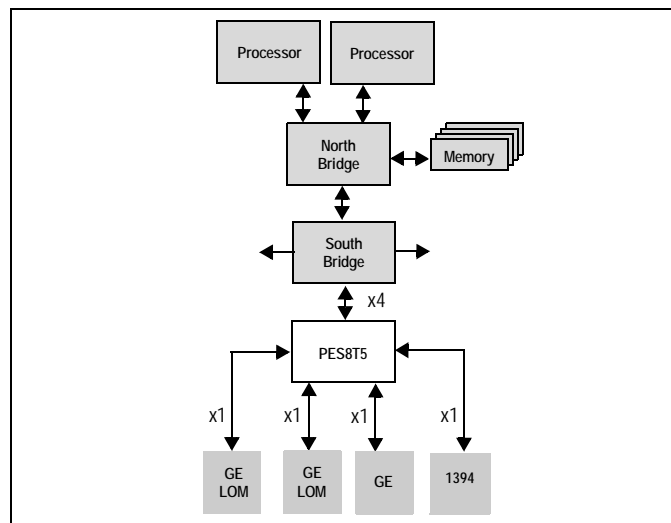 Processor
Processor
North
Bridge
Memory
South
Bridge
x4
PES8T5
x1
x1
x1
x1
GE
LOM
GE
LOM
GE
1394